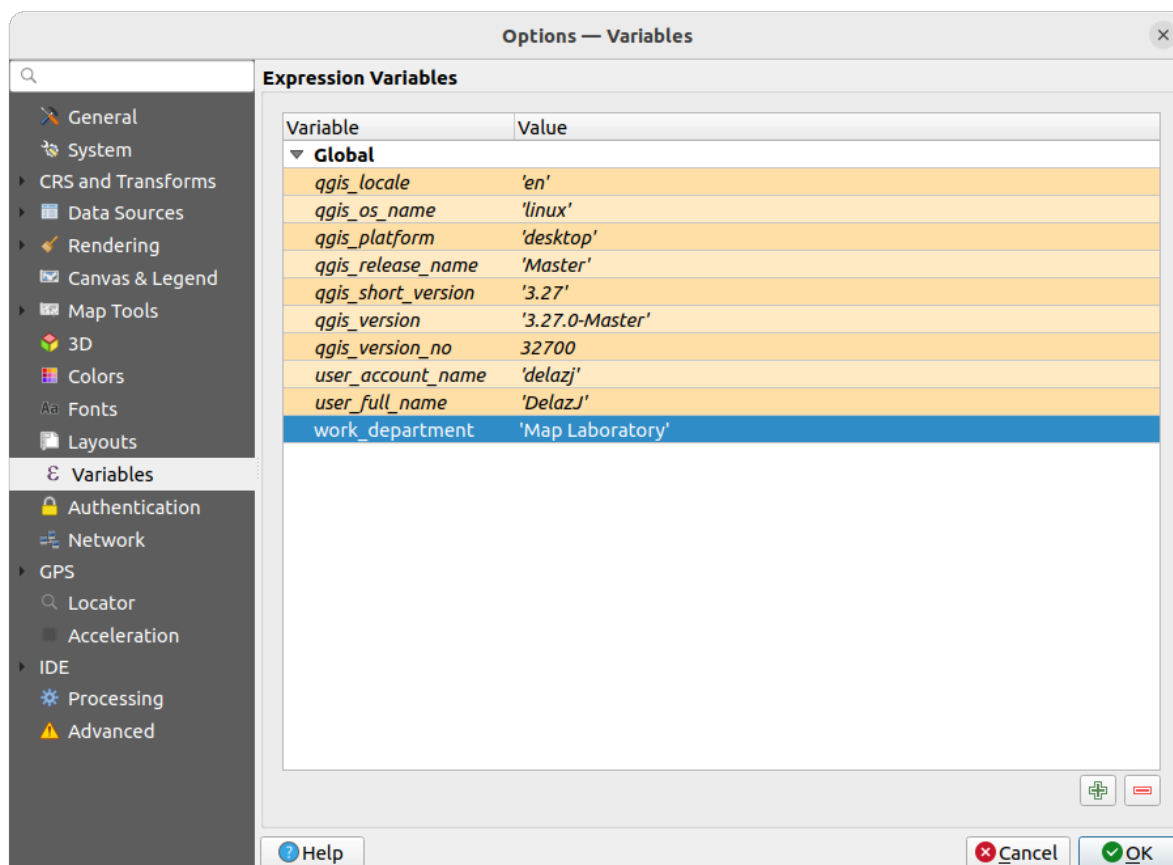 Options — Variables
Expression Variables
General
System
CRS and Transforms
Data Sources
Rendering
Canvas & Legend
Map Tools
3D
Colors
Aa Fonts
Layouts
ε Variables
Authentication
Network
GPS
Locator
Acceleration
IDE
Processing
Advanced
Variable Value
Global
qgis_locale 'en'
qgis_os_name 'linux'
qgis_platform 'desktop'
qgis_release_name 'Master'
qgis_short_version '3.27'
qgis_version '3.27.0-Master'
qgis_version_no 32700
user_account_name 'delazj'
user_full_name 'DelazJ'
work_department 'Map Laboratory'
Help Cancel OK